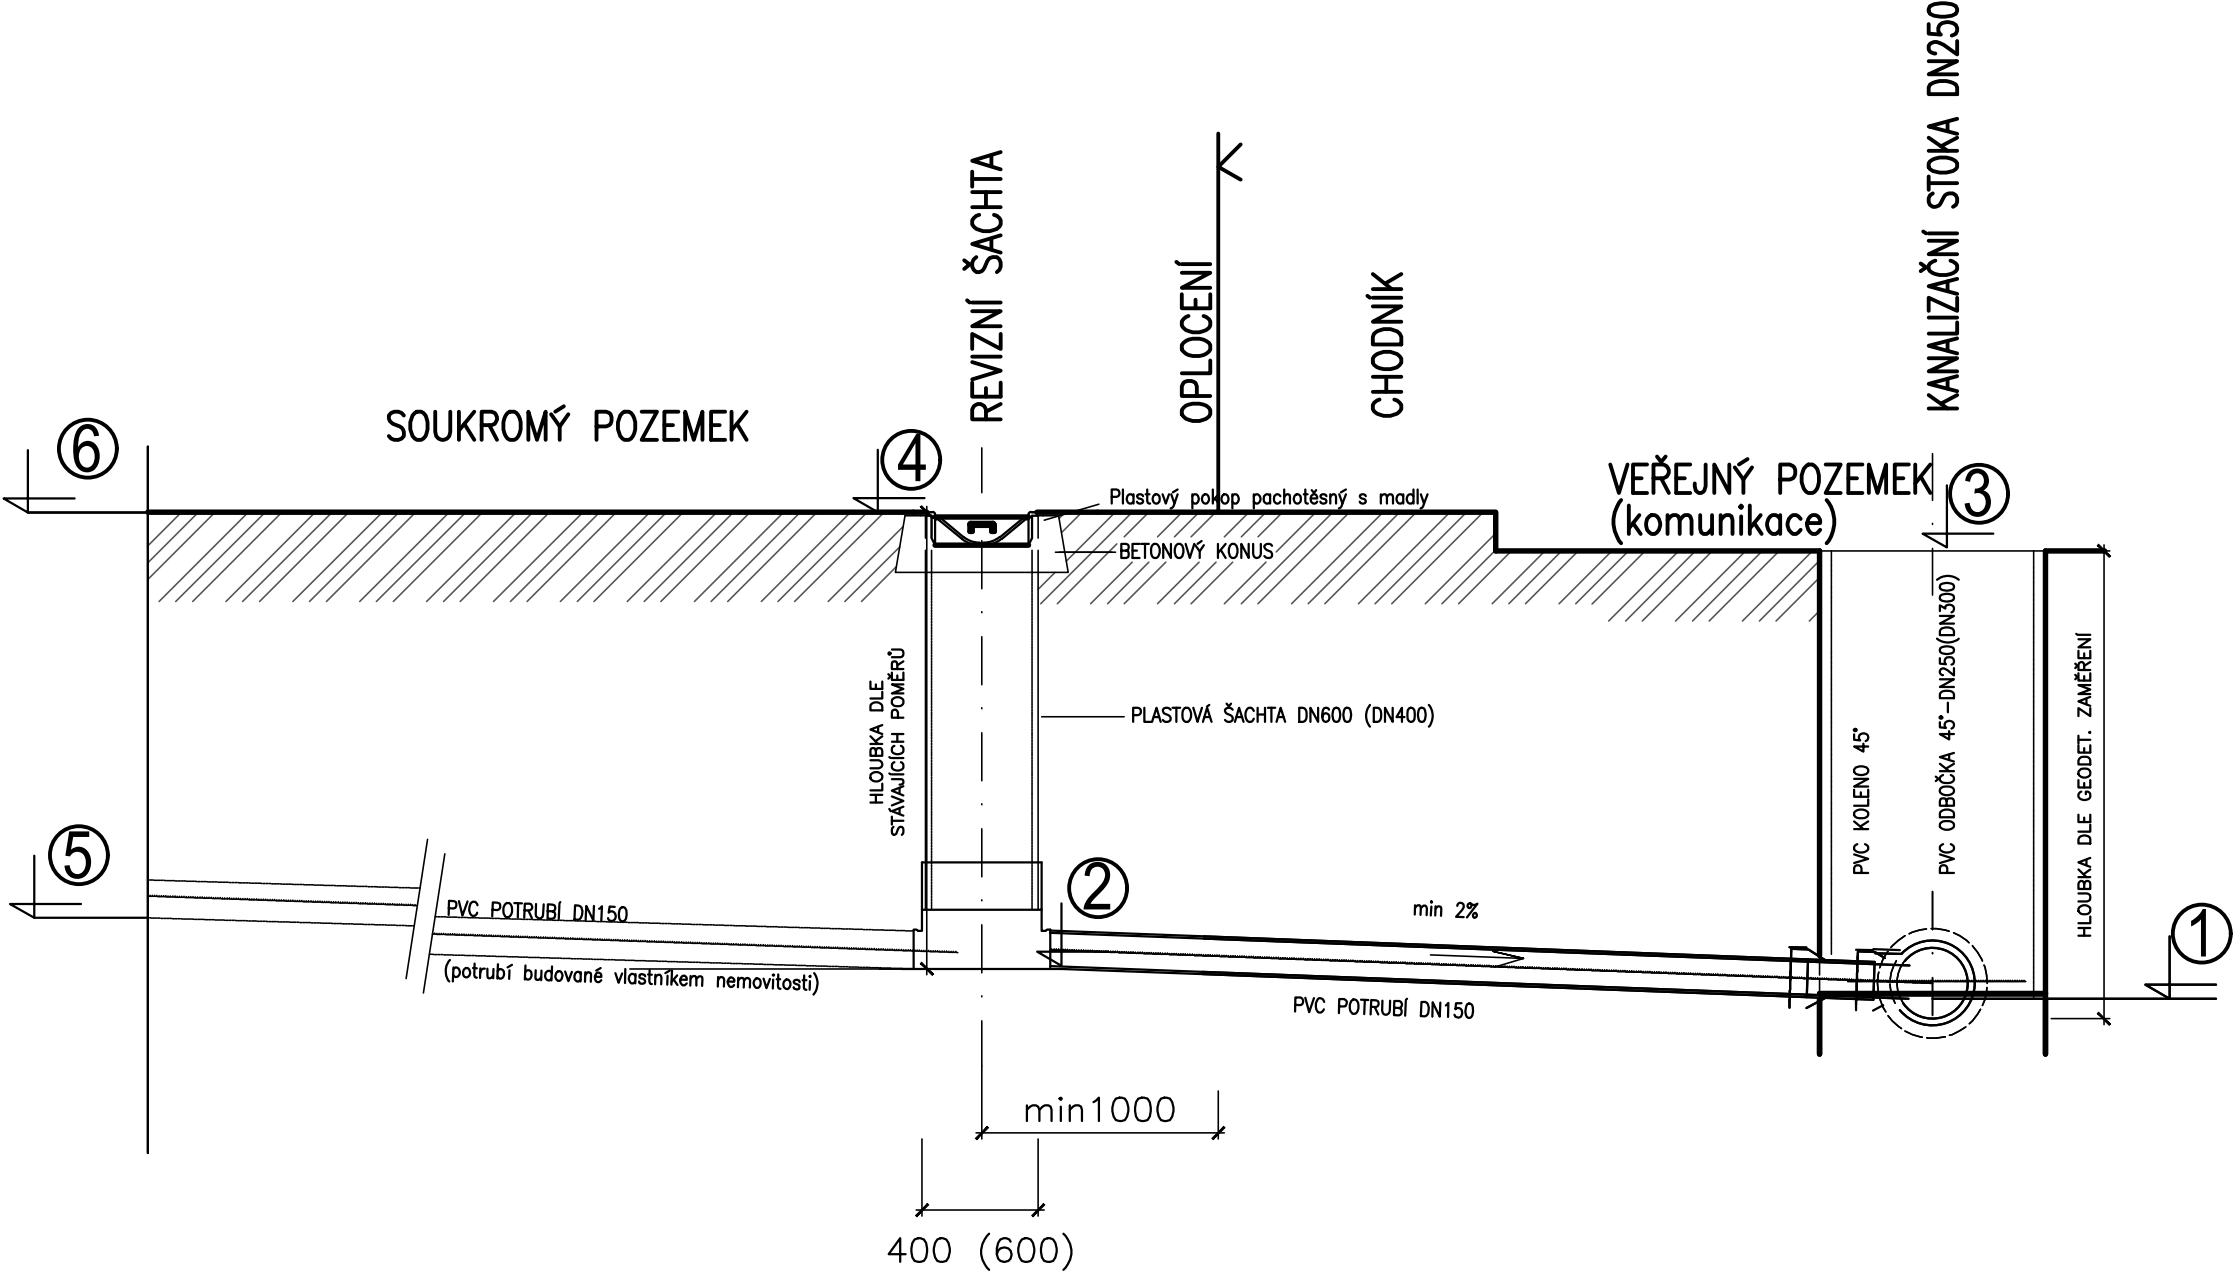 KANALIZAČNÍ STOKA DN250
REVIZNÍ ŠACHTA
OPLOCENÍ
CHODNÍK
SOUKROMÝ POZEMEK
6
4
VEŘEJNÝ POZEMEK
(komunikace)
3
Plastový pokop pachotěsný s madly
BETONOVÝ KONUS
HLOUBKA DLE
STÁVAJÍCÍCH POMĚRŮ
PLASTOVÁ ŠACHTA DN600 (DN400)
PVC KOLENO 45°
PVC ODBOČKA 45°-DN250(DN300)
HLOUBKA DLE GEODET. ZAMĚŘENÍ
5
2
1
PVC POTRUBÍ DN150
(potrubí budované vlastníkem nemovitosti)
min 2%
PVC POTRUBÍ DN150
min1000
400 (600)